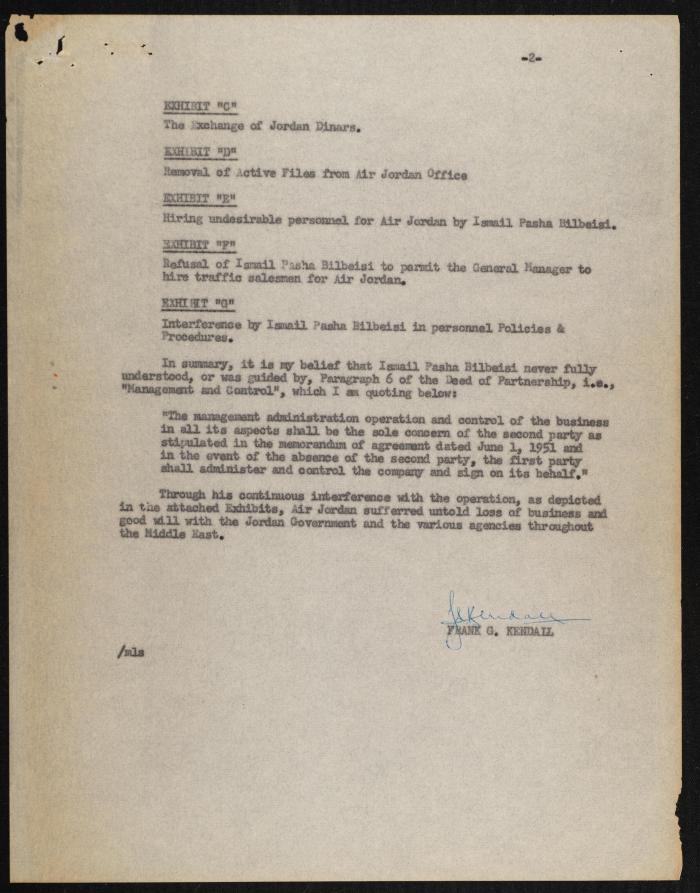 -2-
EXHIBIT "C"
The Exchange of Jordan Dinars.
EXHIBIT "D"
Removal of Active Files from Air Jordan Office
EXHIBIT "E"
Hiring undesirable personnel for Air Jordan by Ismail Pasha Bilbeisi.
EXHIBIT "F"
Refusal of Ismail Pasha Bilbeisi to permit the General Manager to
hire traffic salesmen for Air Jordan.
EXHIBIT "G"
Interference by Ismail Pasha Bilbeisi in personnel Policies &
Procedures.
In summary, it is my belief that Ismail Pasha Bilbeisi never fully
understood, or was guided by, Paragraph 6 of the Deed of Partnership, i.e.,
"Management and Control", which I am quoting below:
"The management administration operation and control of the business
in all its aspects shall be the sole concern of the second party as
stipulated in the memorandum of agreement dated June 1, 1951 and
in the event of the absence of the second party, the first party
shall administer and control the company and sign on its behalf."
Through his continuous interference with the operation, as depicted
in the attached Exhibits, Air Jordan sufferred untold loss of business and
good will with the Jordan Government and the various agencies throughout
the Middle East.
FGKendall
FRANK G. KENDALL
/mls